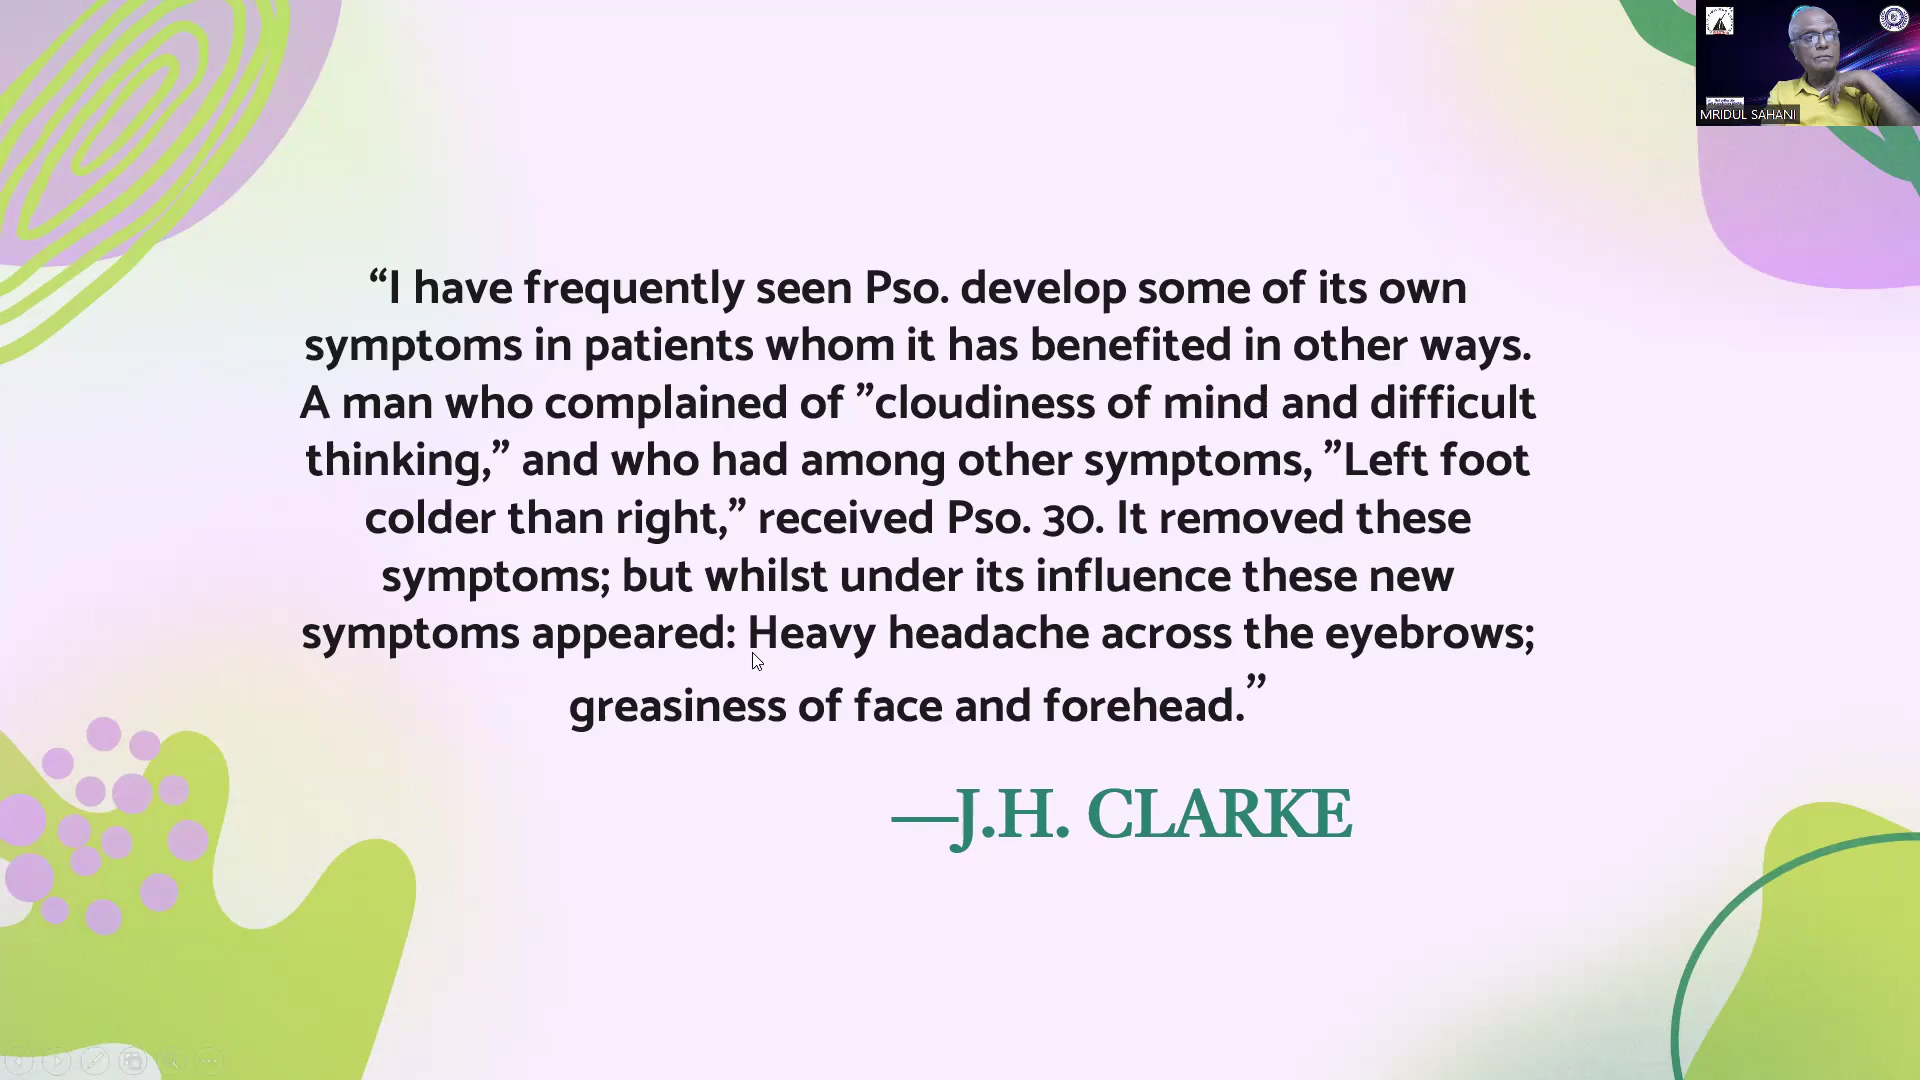 “I have frequently seen Pso. develop some of its own
symptoms in patients whom it has benefited in other ways.
A man who complained of ”cloudiness of mind and difficult
thinking,” and who had among other symptoms, ”Left foot
colder than right,” received Pso. 30. It removed these
symptoms; but whilst under its influence these new
symptoms appeared: Heavy headache across the eyebrows;
greasiness of face and forehead.”
—J.H. CLARKE
MRIDUL SAHANI